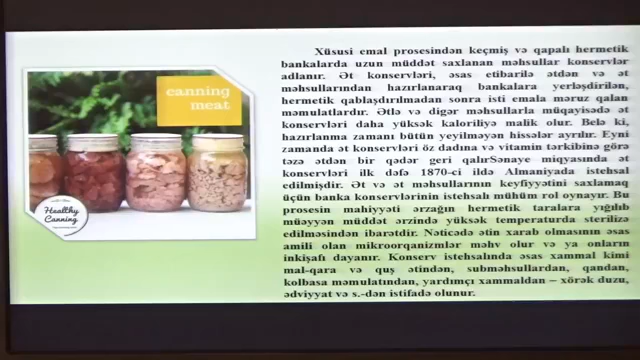 canning
meat
Healthy
Canning
Xüsusi emal prosesindən keçmiş və qapalı hermetik
bankalarda uzun müddət saxlanan məhsullar konservlər
adlanır. Ət konservləri, əsas etibarilə ətdən və ət
məhsullarından hazırlanaraq bankalara yerləşdirilən,
hermetik qablaşdırılmadan sonra isti emala məruz qalan
məmulatlardır. Ətlə və digər məhsullarla müqayisədə ət
konservləri daha yüksək kaloriliyə malik olur. Belə ki,
hazırlanma zamanı bütün yeyilməyən hissələr ayrılır. Eyni
zamanda ət konservləri öz dadına və vitamin tərkibinə görə
təzə ətdən bir qədər geri qalırSənaye miqyasında ət
konservləri ilk dəfə 1870-ci ildə Almaniyada istehsal
edilmişdir. Ət və ət məhsullarının keyfiyyətini saxlamaq
üçün banka konservlərinin istehsalı mühüm rol oynayır. Bu
prosesin mahiyyəti ərzağın hermetik taralara yığılıb
müəyyən müddət ərzində yüksək temperaturda sterilizə
edilməsindən ibarətdir. Nəticədə ətin xarab olmasının əsas
amili olan mikroorqanizmlər məhv olur və ya onların
inkişafı dayanır. Konserv istehsalında əsas xammal kimi
mal-qara və quş ətindən, subməhsullardan, qandan,
kolbasa məmulatından, yardımçı xammaldan – xörək duzu,
ədviyyat və s.-dən istifadə olunur.